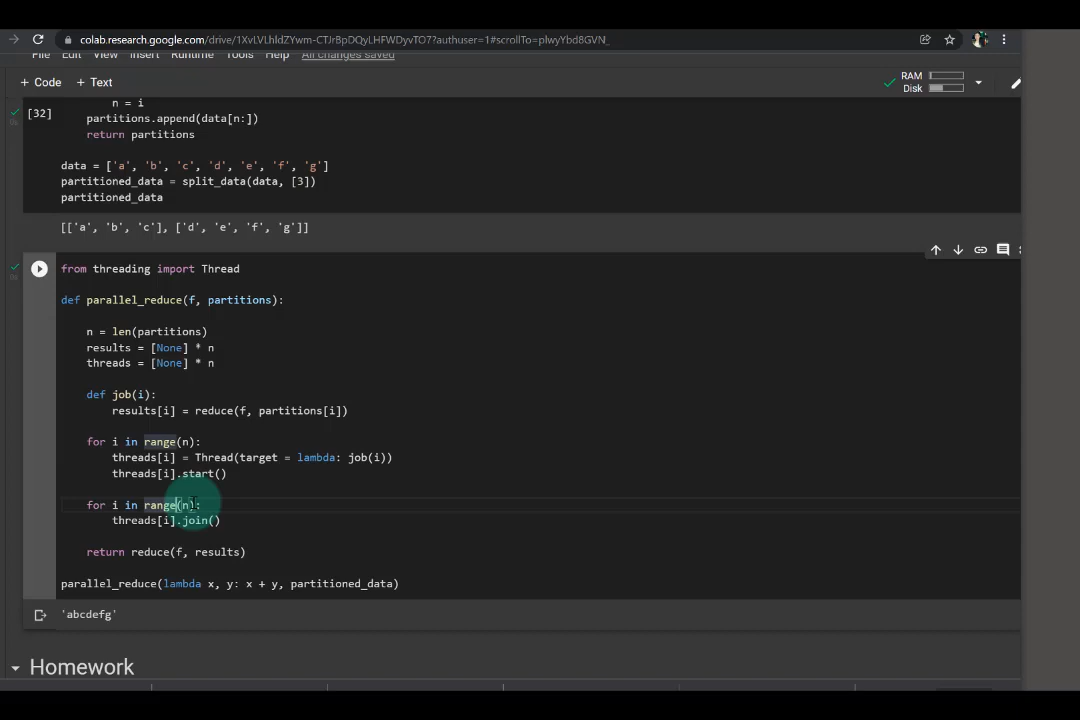 colab.research.google.com/drive/1XvLVLhldZYwm-CTJrBpDQyLHFWDyvTO7?authuser=1#scrollTo=plwyYbd8GVN_
File Edit View Insert Runtime Tools Help All changes saved
+ Code + Text
RAM
Disk
[32]
n = i
partitions.append(data[n:])
return partitions
data = ['a', 'b', 'c', 'd', 'e', 'f', 'g']
partitioned_data = split_data(data, [3])
partitioned_data
[['a', 'b', 'c'], ['d', 'e', 'f', 'g']]
from threading import Thread
def parallel_reduce(f, partitions):
n = len(partitions)
results = [None] * n
threads = [None] * n
def job(i):
results[i] = reduce(f, partitions[i])
for i in range(n):
threads[i] = Thread(target = lambda: job(i))
threads[i].start()
for i in range(n):
threads[i].join()
return reduce(f, results)
parallel_reduce(lambda x, y: x + y, partitioned_data)
'abcdefg'
Homework